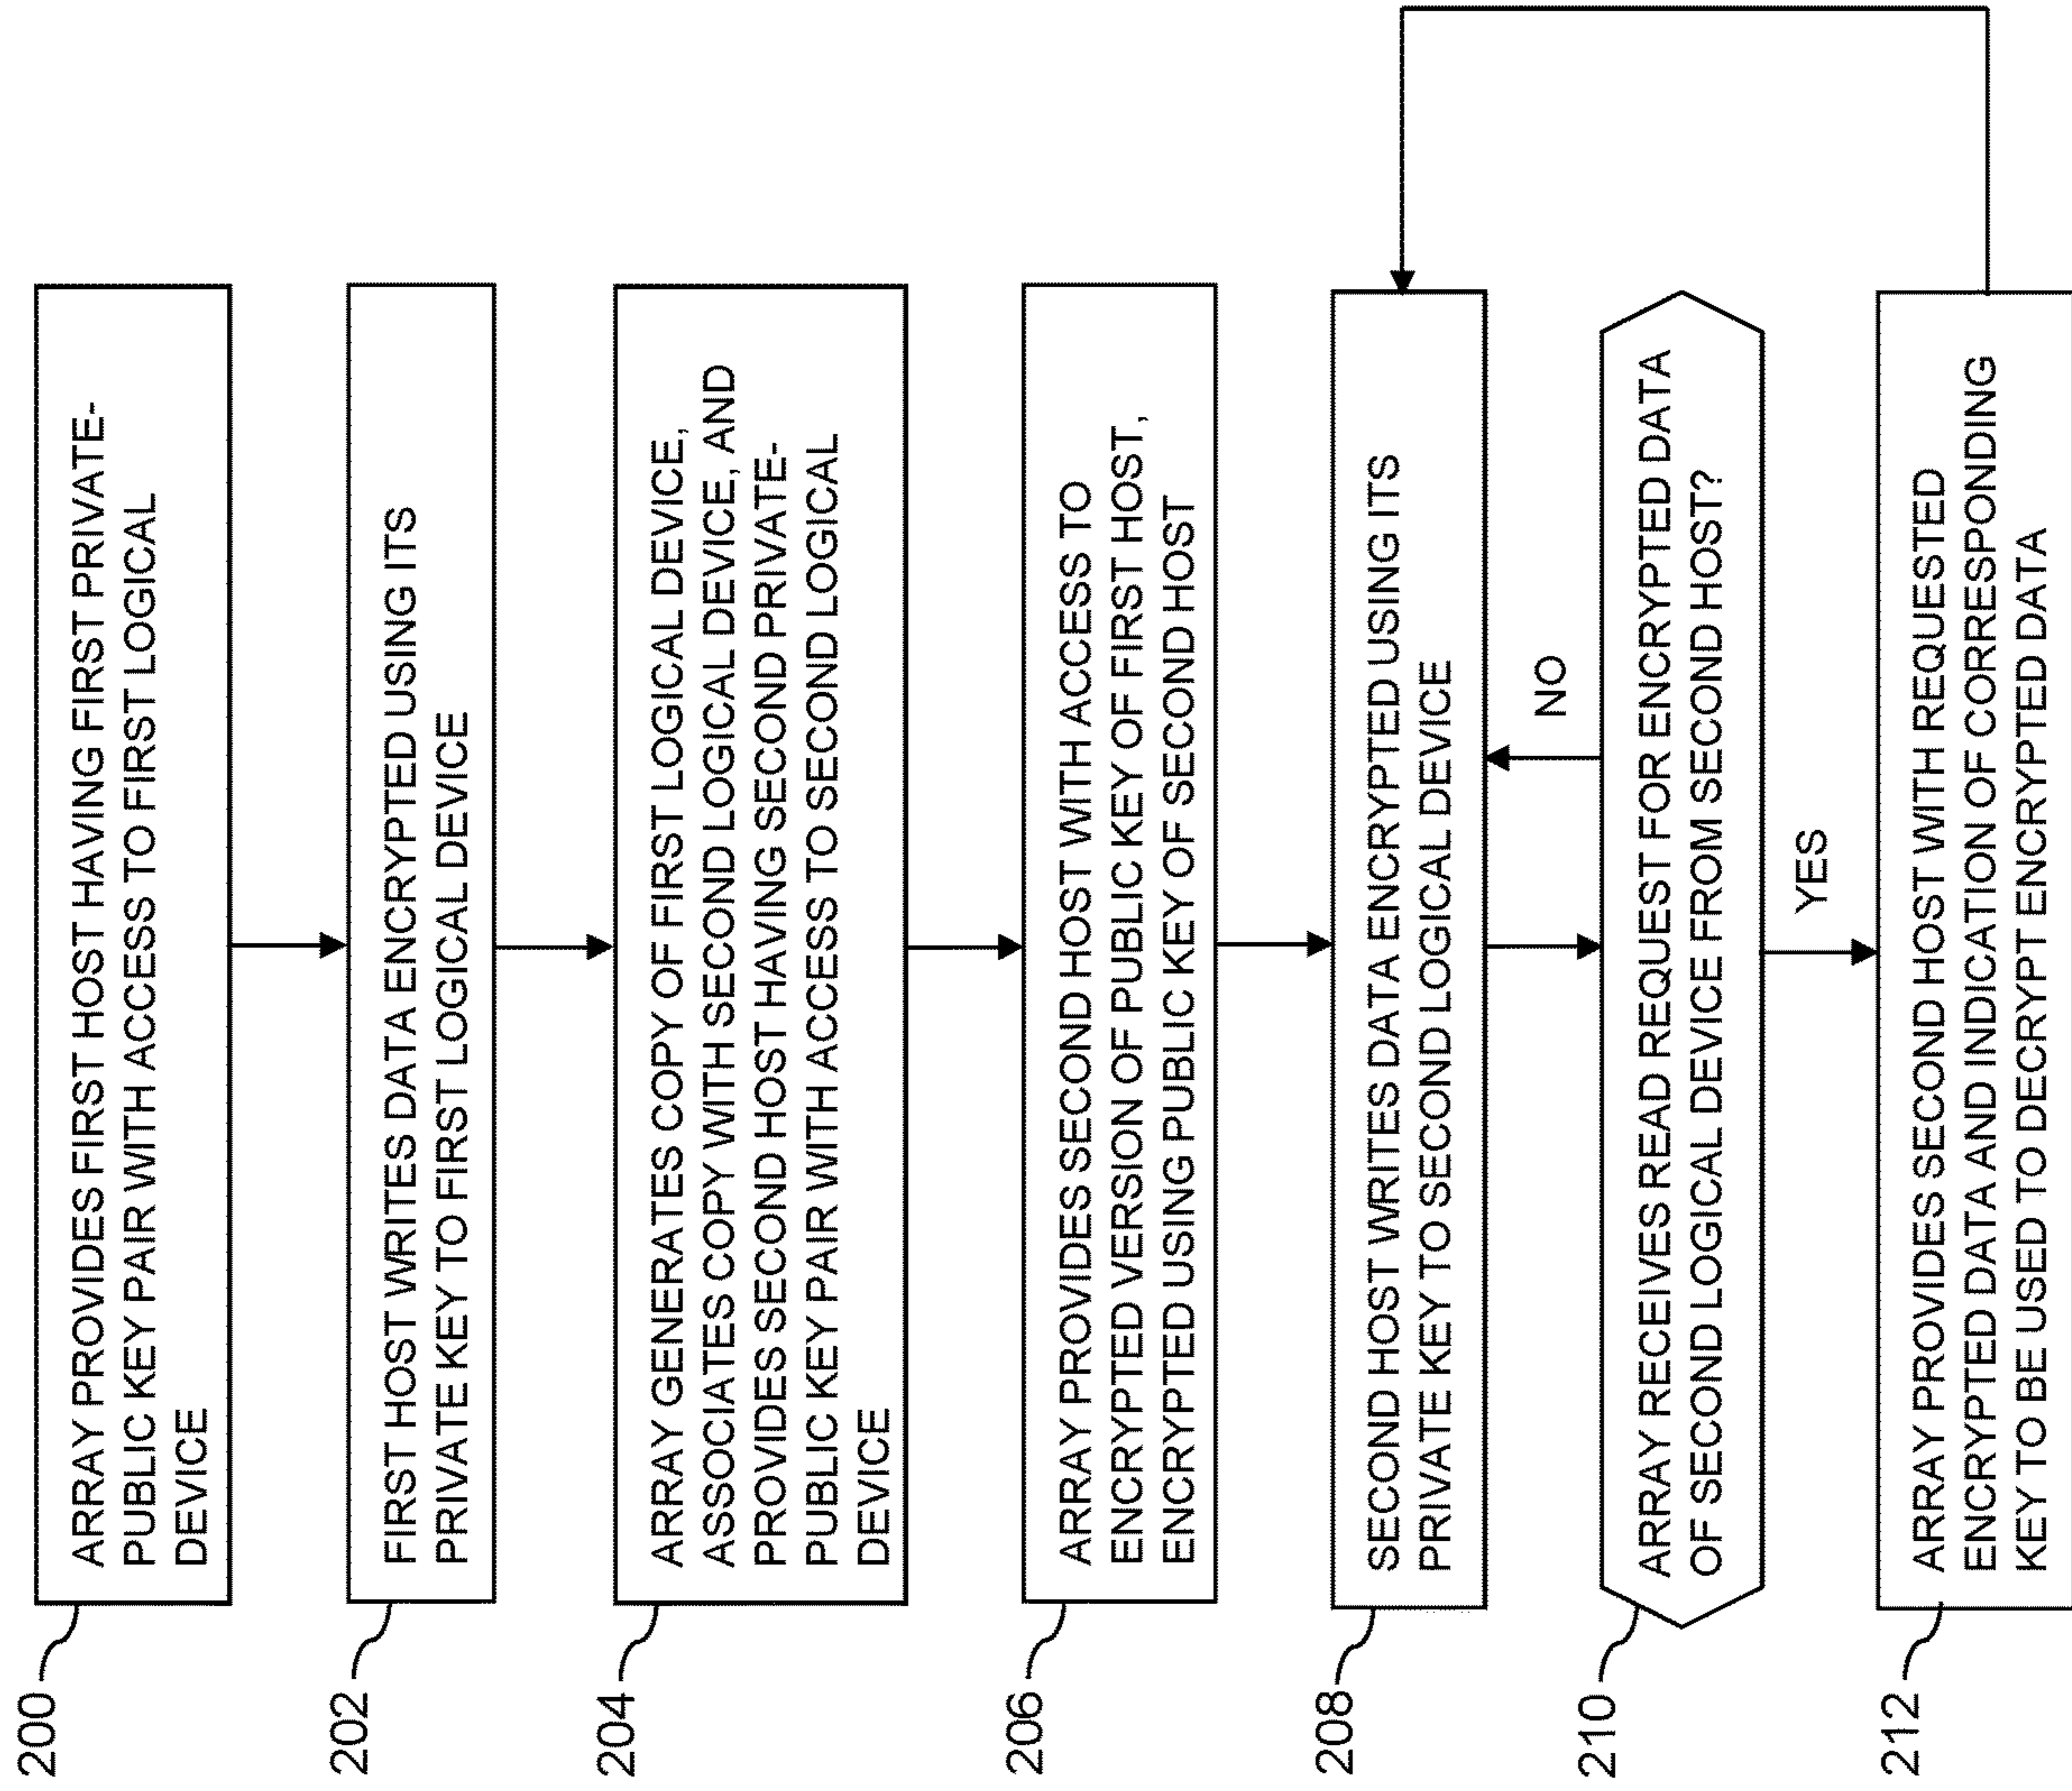 200
ARRAY PROVIDES FIRST HOST HAVING FIRST PRIVATE-
PUBLIC KEY PAIR WITH ACCESS TO FIRST LOGICAL
DEVICE
202
FIRST HOST WRITES DATA ENCRYPTED USING ITS
PRIVATE KEY TO FIRST LOGICAL DEVICE
204
ARRAY GENERATES COPY OF FIRST LOGICAL DEVICE,
ASSOCIATES COPY WITH SECOND LOGICAL DEVICE, AND
PROVIDES SECOND HOST HAVING SECOND PRIVATE-
PUBLIC KEY PAIR WITH ACCESS TO SECOND LOGICAL
DEVICE
206
ARRAY PROVIDES SECOND HOST WITH ACCESS TO
ENCRYPTED VERSION OF PUBLIC KEY OF FIRST HOST,
ENCRYPTED USING PUBLIC KEY OF SECOND HOST
208
SECOND HOST WRITES DATA ENCRYPTED USING ITS
PRIVATE KEY TO SECOND LOGICAL DEVICE
NO
210
ARRAY RECEIVES READ REQUEST FOR ENCRYPTED DATA
OF SECOND LOGICAL DEVICE FROM SECOND HOST?
YES
212
ARRAY PROVIDES SECOND HOST WITH REQUESTED
ENCRYPTED DATA AND INDICATION OF CORRESPONDING
KEY TO BE USED TO DECRYPT ENCRYPTED DATA